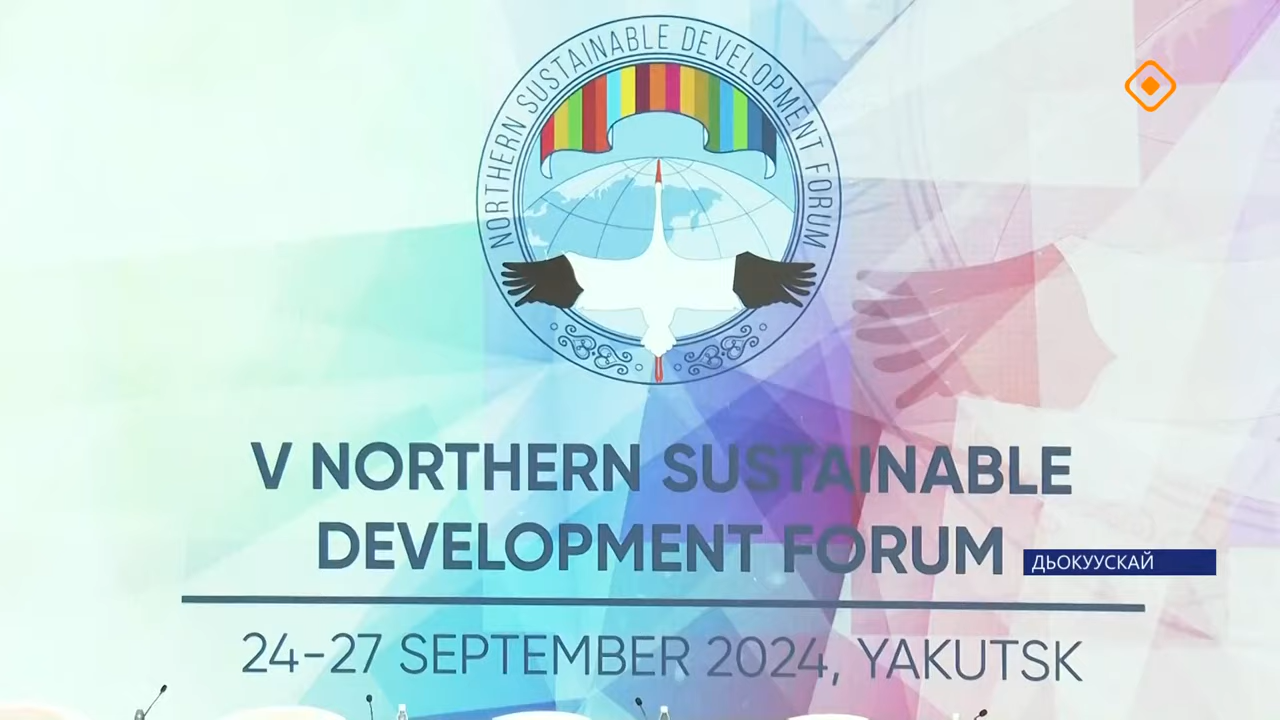 NORTHERN SUSTAINABLE DEVELOPMENT FORUM
V NORTHERN SUSTAINABLE
DEVELOPMENT FORUM
ДЬОКУУСКАЙ
24-27 SEPTEMBER 2024, YAKUTSK